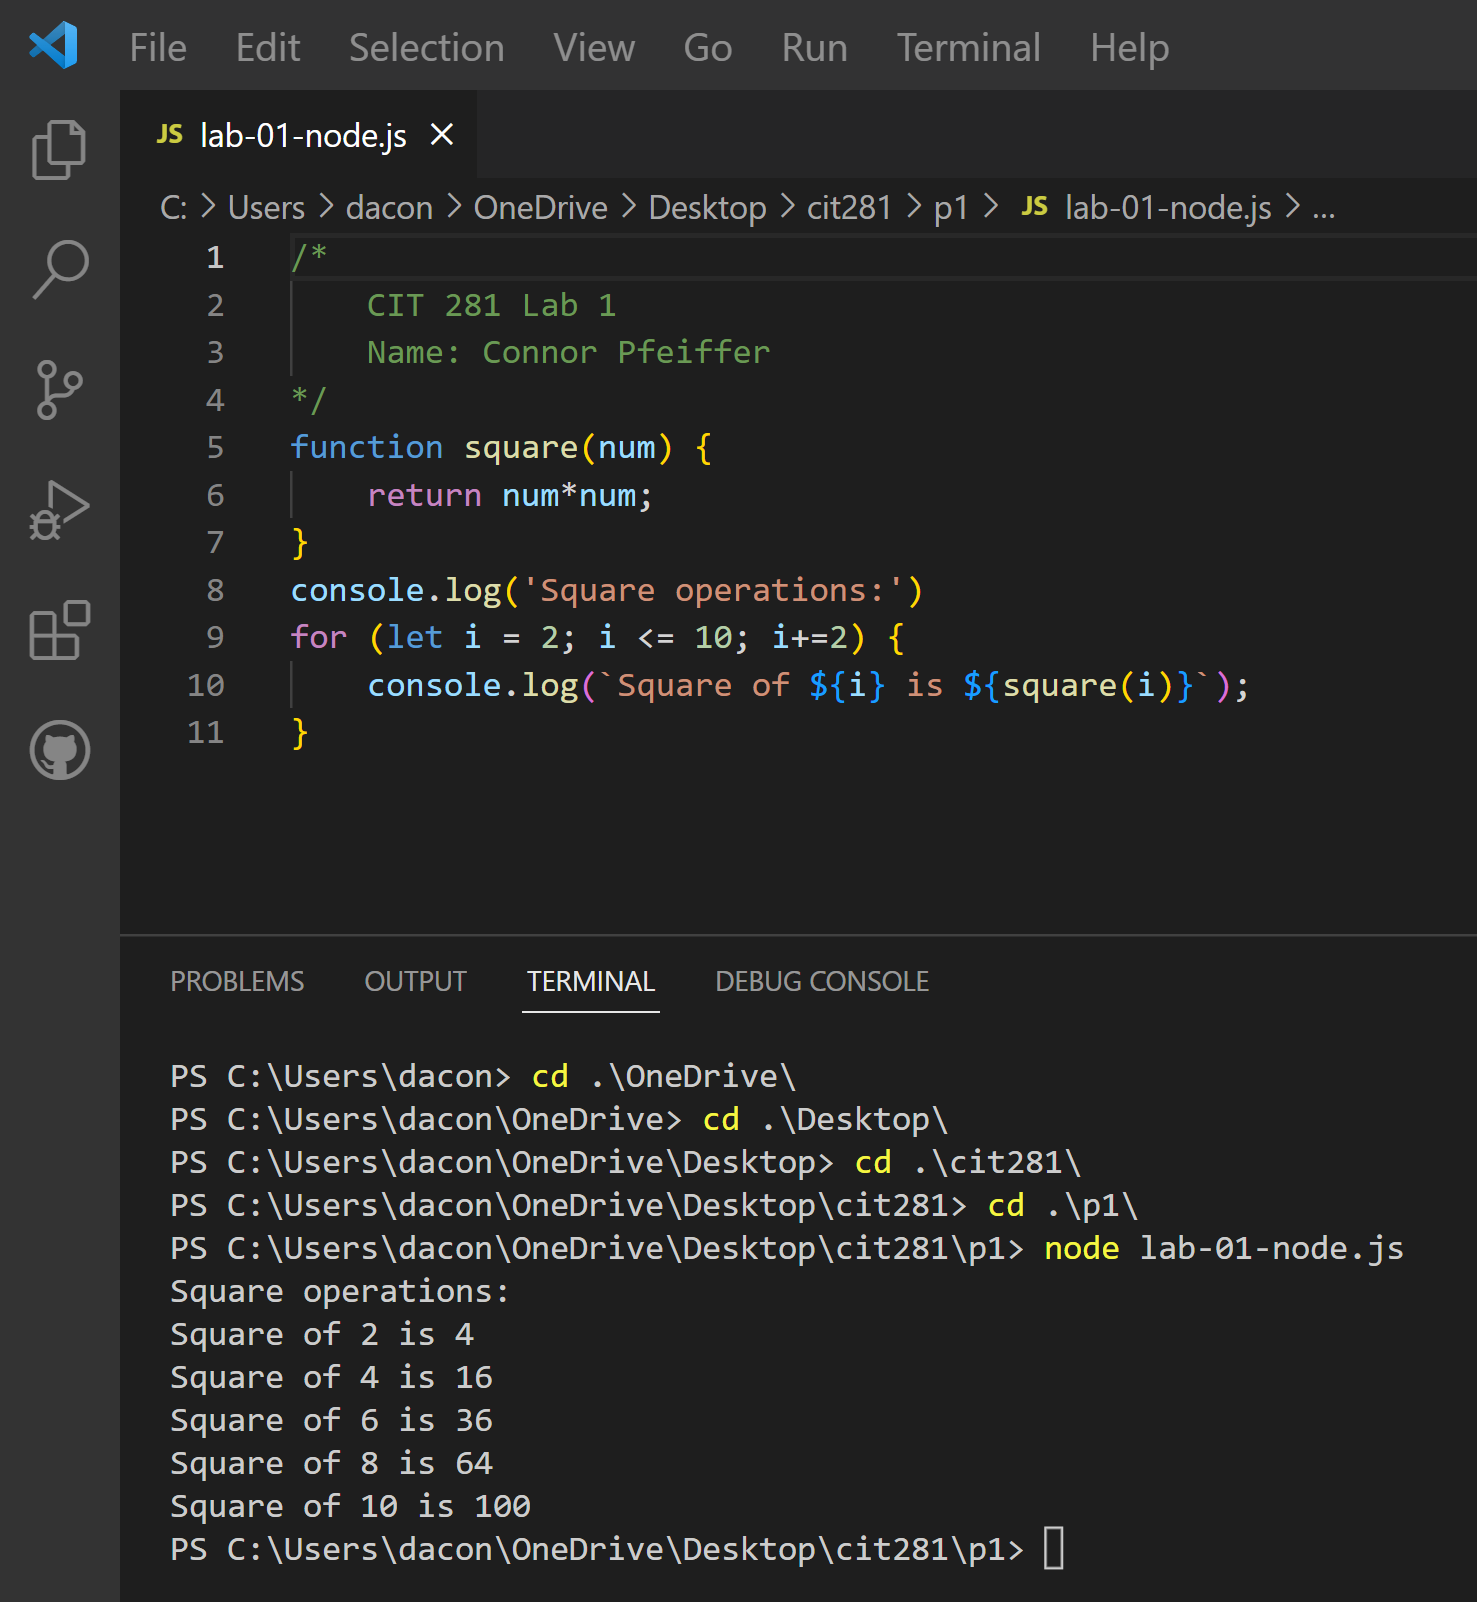 File Edit Selection View Go Run Terminal Help
JS lab-01-node.js
C: > Users > dacon > OneDrive > Desktop > cit281 > p1 > JS lab-01-node.js > ...
1 /*
2     CIT 281 Lab 1
3     Name: Connor Pfeiffer
4 */
5 function square(num) {
6     return num*num;
7 }
8 console.log('Square operations:')
9 for (let i = 2; i <= 10; i+=2) {
10     console.log(`Square of ${i} is ${square(i)}`);
11 }
PROBLEMS OUTPUT TERMINAL DEBUG CONSOLE
PS C:\Users\dacon> cd .\OneDrive\
PS C:\Users\dacon\OneDrive> cd .\Desktop\
PS C:\Users\dacon\OneDrive\Desktop> cd .\cit281\
PS C:\Users\dacon\OneDrive\Desktop\cit281> cd .\p1\
PS C:\Users\dacon\OneDrive\Desktop\cit281\p1> node lab-01-node.js
Square operations:
Square of 2 is 4
Square of 4 is 16
Square of 6 is 36
Square of 8 is 64
Square of 10 is 100
PS C:\Users\dacon\OneDrive\Desktop\cit281\p1>